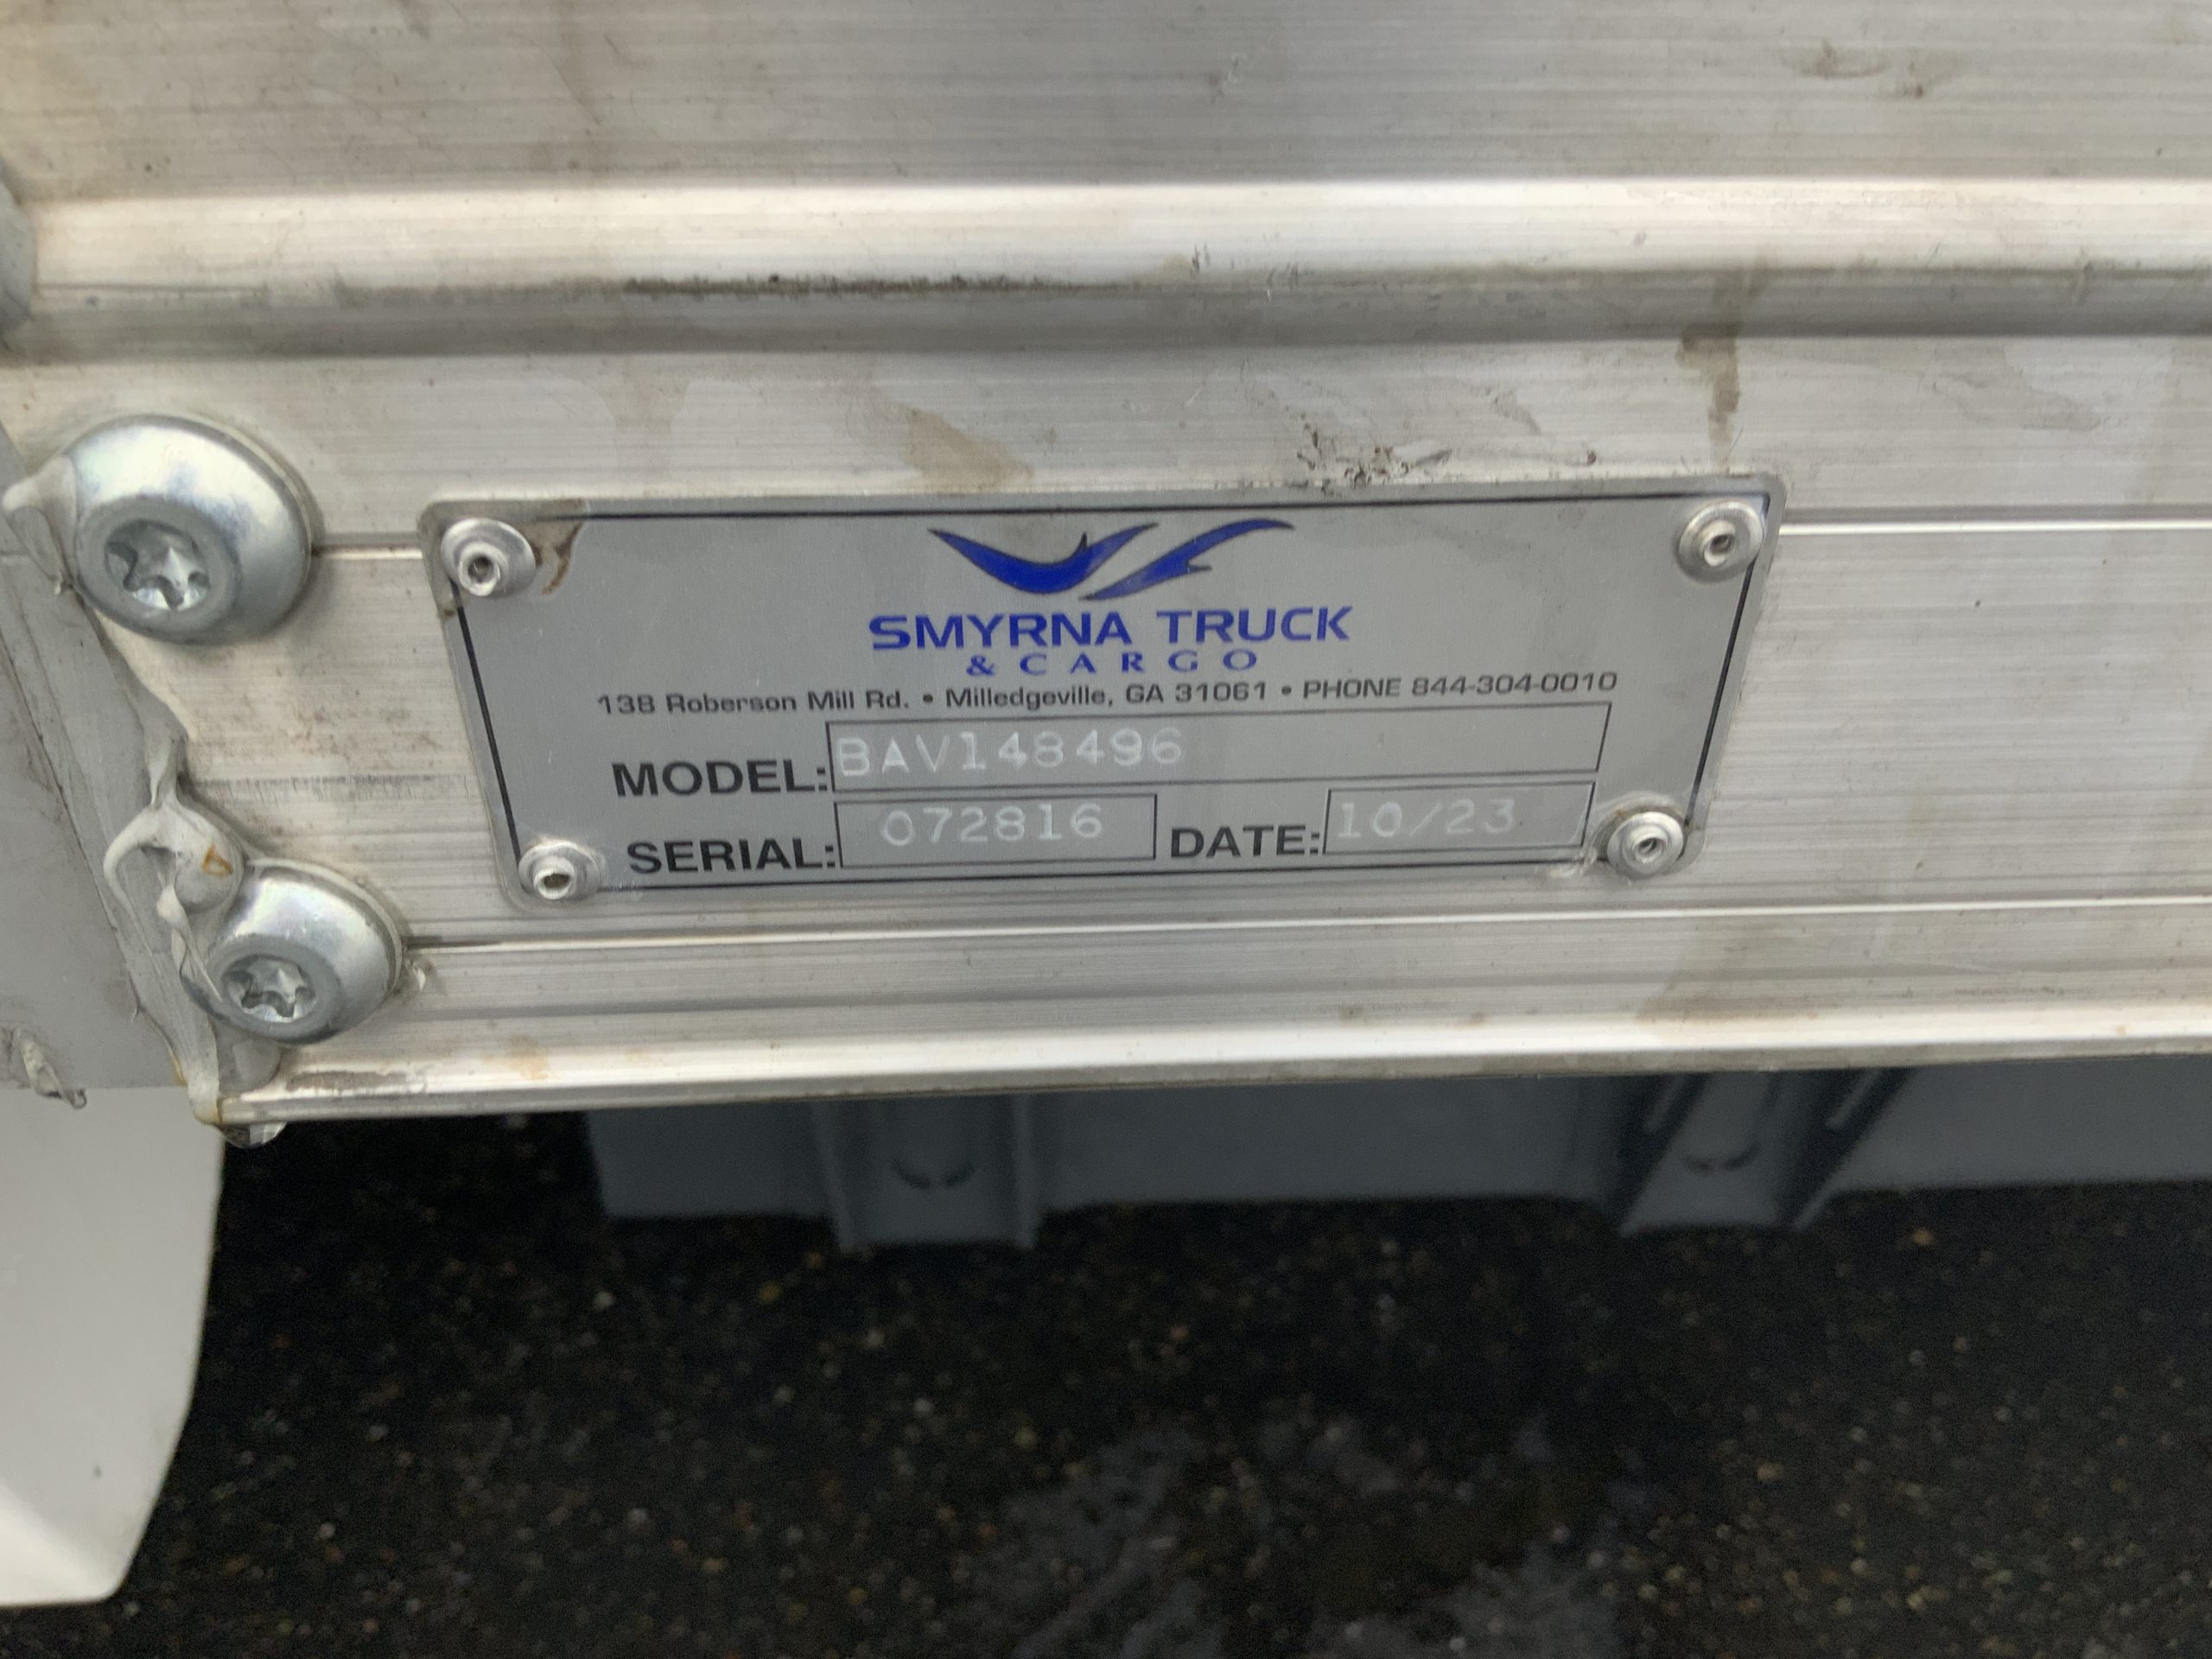 SMYRNA TRUCK
& CARGO
138 Roberson Mill Rd. • Milledgeville, GA 31061 • PHONE 844-304-0010
MODEL: BAV148496
SERIAL: 072816 DATE: 10/23